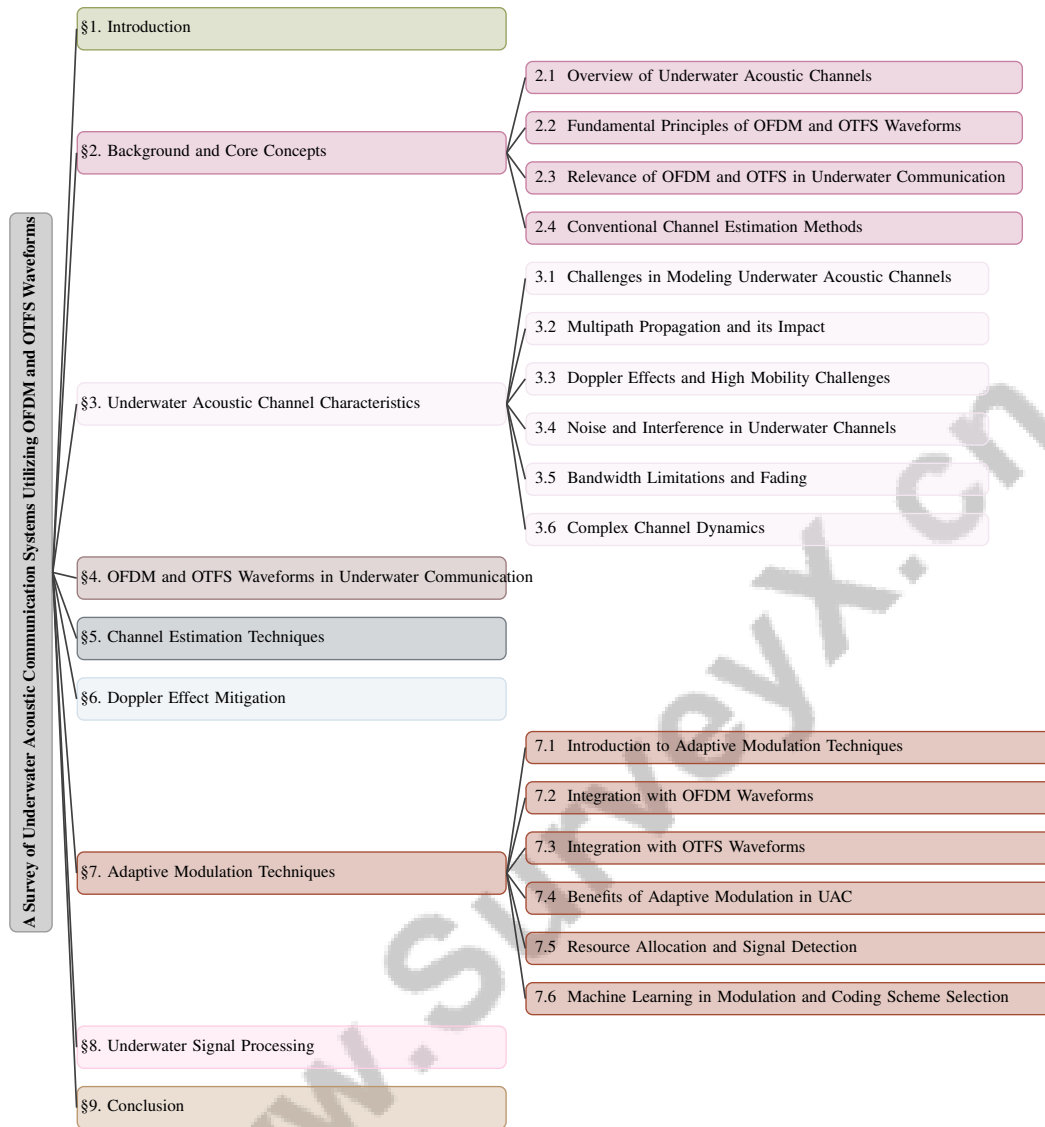 A Survey of Underwater Acoustic Communication Systems Utilizing OFDM and OTFS Waveforms
§1. Introduction
§2. Background and Core Concepts
2.1 Overview of Underwater Acoustic Channels
2.2 Fundamental Principles of OFDM and OTFS Waveforms
2.3 Relevance of OFDM and OTFS in Underwater Communication
2.4 Conventional Channel Estimation Methods
§3. Underwater Acoustic Channel Characteristics
3.1 Challenges in Modeling Underwater Acoustic Channels
3.2 Multipath Propagation and its Impact
3.3 Doppler Effects and High Mobility Challenges
3.4 Noise and Interference in Underwater Channels
3.5 Bandwidth Limitations and Fading
3.6 Complex Channel Dynamics
§4. OFDM and OTFS Waveforms in Underwater Communication
§5. Channel Estimation Techniques
§6. Doppler Effect Mitigation
§7. Adaptive Modulation Techniques
7.1 Introduction to Adaptive Modulation Techniques
7.2 Integration with OFDM Waveforms
7.3 Integration with OTFS Waveforms
7.4 Benefits of Adaptive Modulation in UAC
7.5 Resource Allocation and Signal Detection
7.6 Machine Learning in Modulation and Coding Scheme Selection
§8. Underwater Signal Processing
§9. Conclusion
www.SurveyX.cn